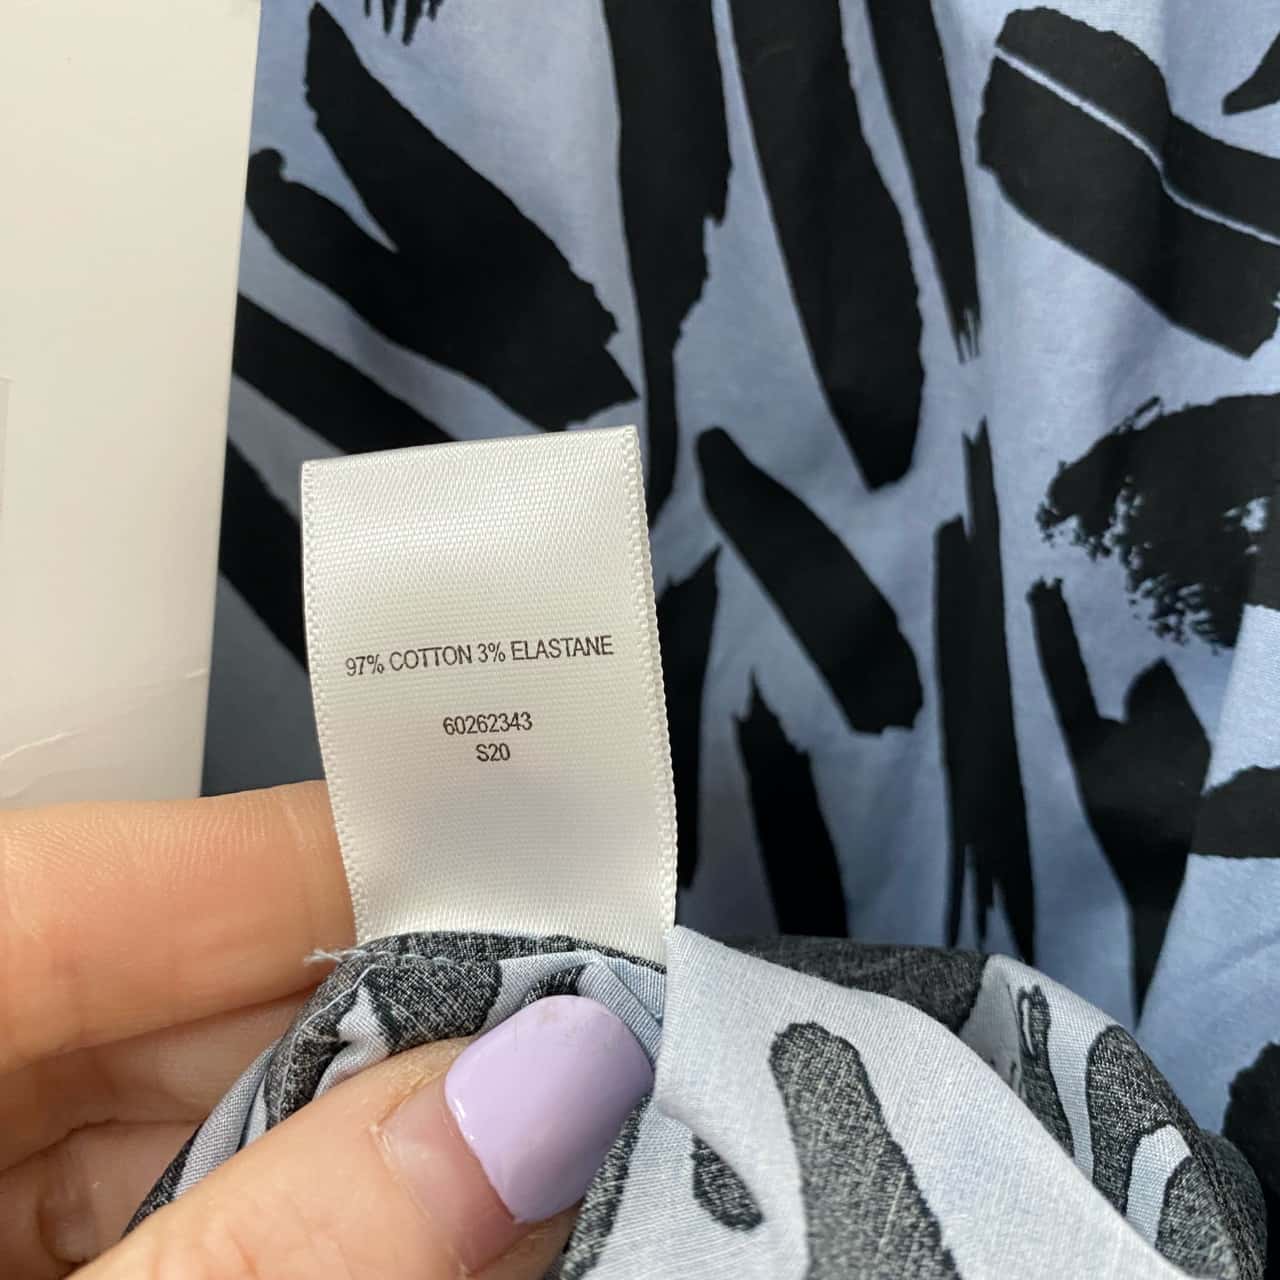 97% COTTON 3% ELASTANE
60262343
S20